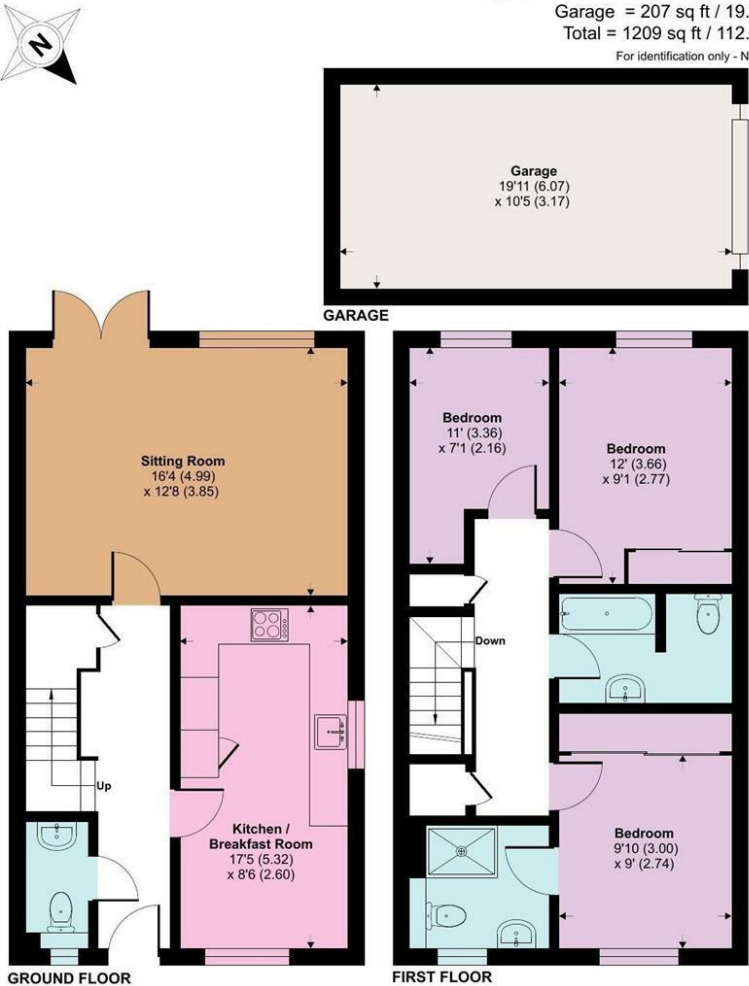 Garage = 207 sq ft / 19.
Total = 1209 sq ft / 112.
For identification only - N
N
Garage
19'11 (6.07)
x 10'5 (3.17)
GARAGE
Sitting Room
16'4 (4.99)
x 12'8 (3.85)
Up
Kitchen /
Breakfast Room
17'5 (5.32)
x 8'6 (2.60)
GROUND FLOOR
Bedroom
11' (3.36)
x 7'1 (2.16)
Bedroom
12' (3.66)
x 9'1 (2.77)
Down
Bedroom
9'10 (3.00)
x 9' (2.74)
FIRST FLOOR